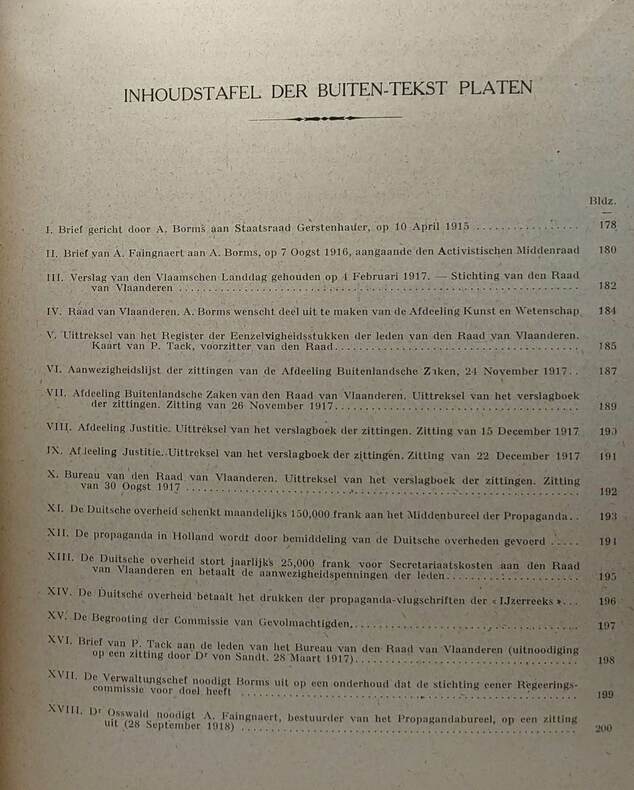 INHOUDSTAFEL DER BUITEN-TEKST PLATEN
Bldz.
I. Brief gericht door A. Borms aan Staatsraad Gerstenhauer, op 10 April 1915 .................. 178
II. Brief van A. Faingnaert aan A. Borms, op 7 Oogst 1916, aangaande den Activistischen Middenraad 180
III. Verslag van den Vlaamschen Landdag gehouden op 4 Februari 1917. — Stichting van den Raad
van Vlaanderen .................. 182
IV. Raad van Vlaanderen. A. Borms wenscht deel uit te maken van de Afdeeling Kunst en Wetenschap 184
V. Uittreksel van het Register der Eenzelvigheidsstukken der leden van den Raad van Vlaanderen.
Kaart van P. Tack, voorzitter van den Raad.................. 185
VI. Aanwezigheidslijst der zittingen van de Afdeeling Buitenlandsche Zaken, 24 November 1917.. 187
VII. Afdeeling Buitenlandsche Zaken van den Raad van Vlaanderen. Uittreksel van het verslagboek
der zittingen. Zitting van 26 November 1917.................. 189
VIII. Afdeeling Justitie. Uittreksel van het verslagboek der zittingen. Zitting van 15 December 1917 190
IX. Afdeeling Justitie. Uittreksel van het verslagboek der zittingen. Zitting van 22 December 1917 191
X. Bureau van den Raad van Vlaanderen. Uittreksel van het verslagboek der zittingen. Zitting
van 30 Oogst 1917 .................. 192
XI. De Duitsche overheid schenkt maandelijks 150,000 frank aan het Middenbureel der Propaganda.. 193
XII. De propaganda in Holland wordt door bemiddeling van de Duitsche overheden gevoerd ..... 194
XIII. De Duitsche overheid stort jaarlijks 25,000 frank voor Secretariaatskosten aan den Raad
van Vlaanderen en betaalt de aanwezigheidspenningen der leden.................. 195
XIV. De Duitsche overheid betaalt het drukken der propaganda-vlugschriften der « IJzerreeks »... 196
XV. De Begrooting der Commissie van Gevolmachtigden.................. 197
XVI. Brief van P. Tack aan de leden van het Bureau van den Raad van Vlaanderen (uitnoodiging
op een zitting door Dr von Sandt. 28 Maart 1917).................. 198
XVII. De Verwaltungschef noodigt Borms uit op een onderhoud dat de stichting eener Regeerings-
commissie voor doel heeft .................. 199
XVIII. Dr Osswald noodigt A. Faingnaert, bestuurder van het Propagandabureel, op een zitting
uit (28 September 1918) .................. 200